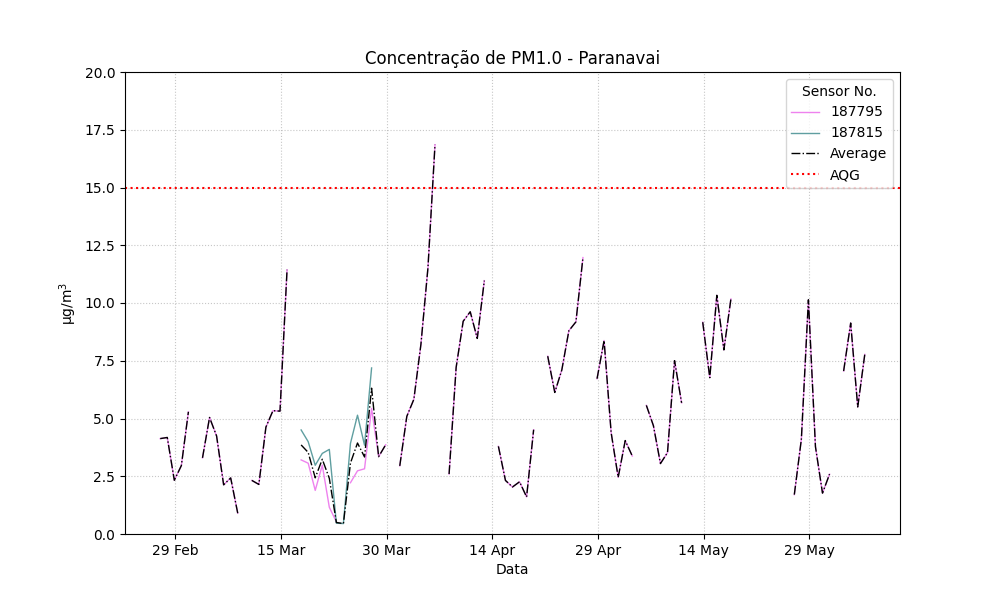 Concentração de PM1.0 - Paranavai
20.0
17.5
15.0
12.5
10.0
7.5
5.0
2.5
0.0
µg/m³
Sensor No.
187795
187815
Average
AQG
29 Feb
15 Mar
30 Mar
14 Apr
29 Apr
14 May
29 May
Data